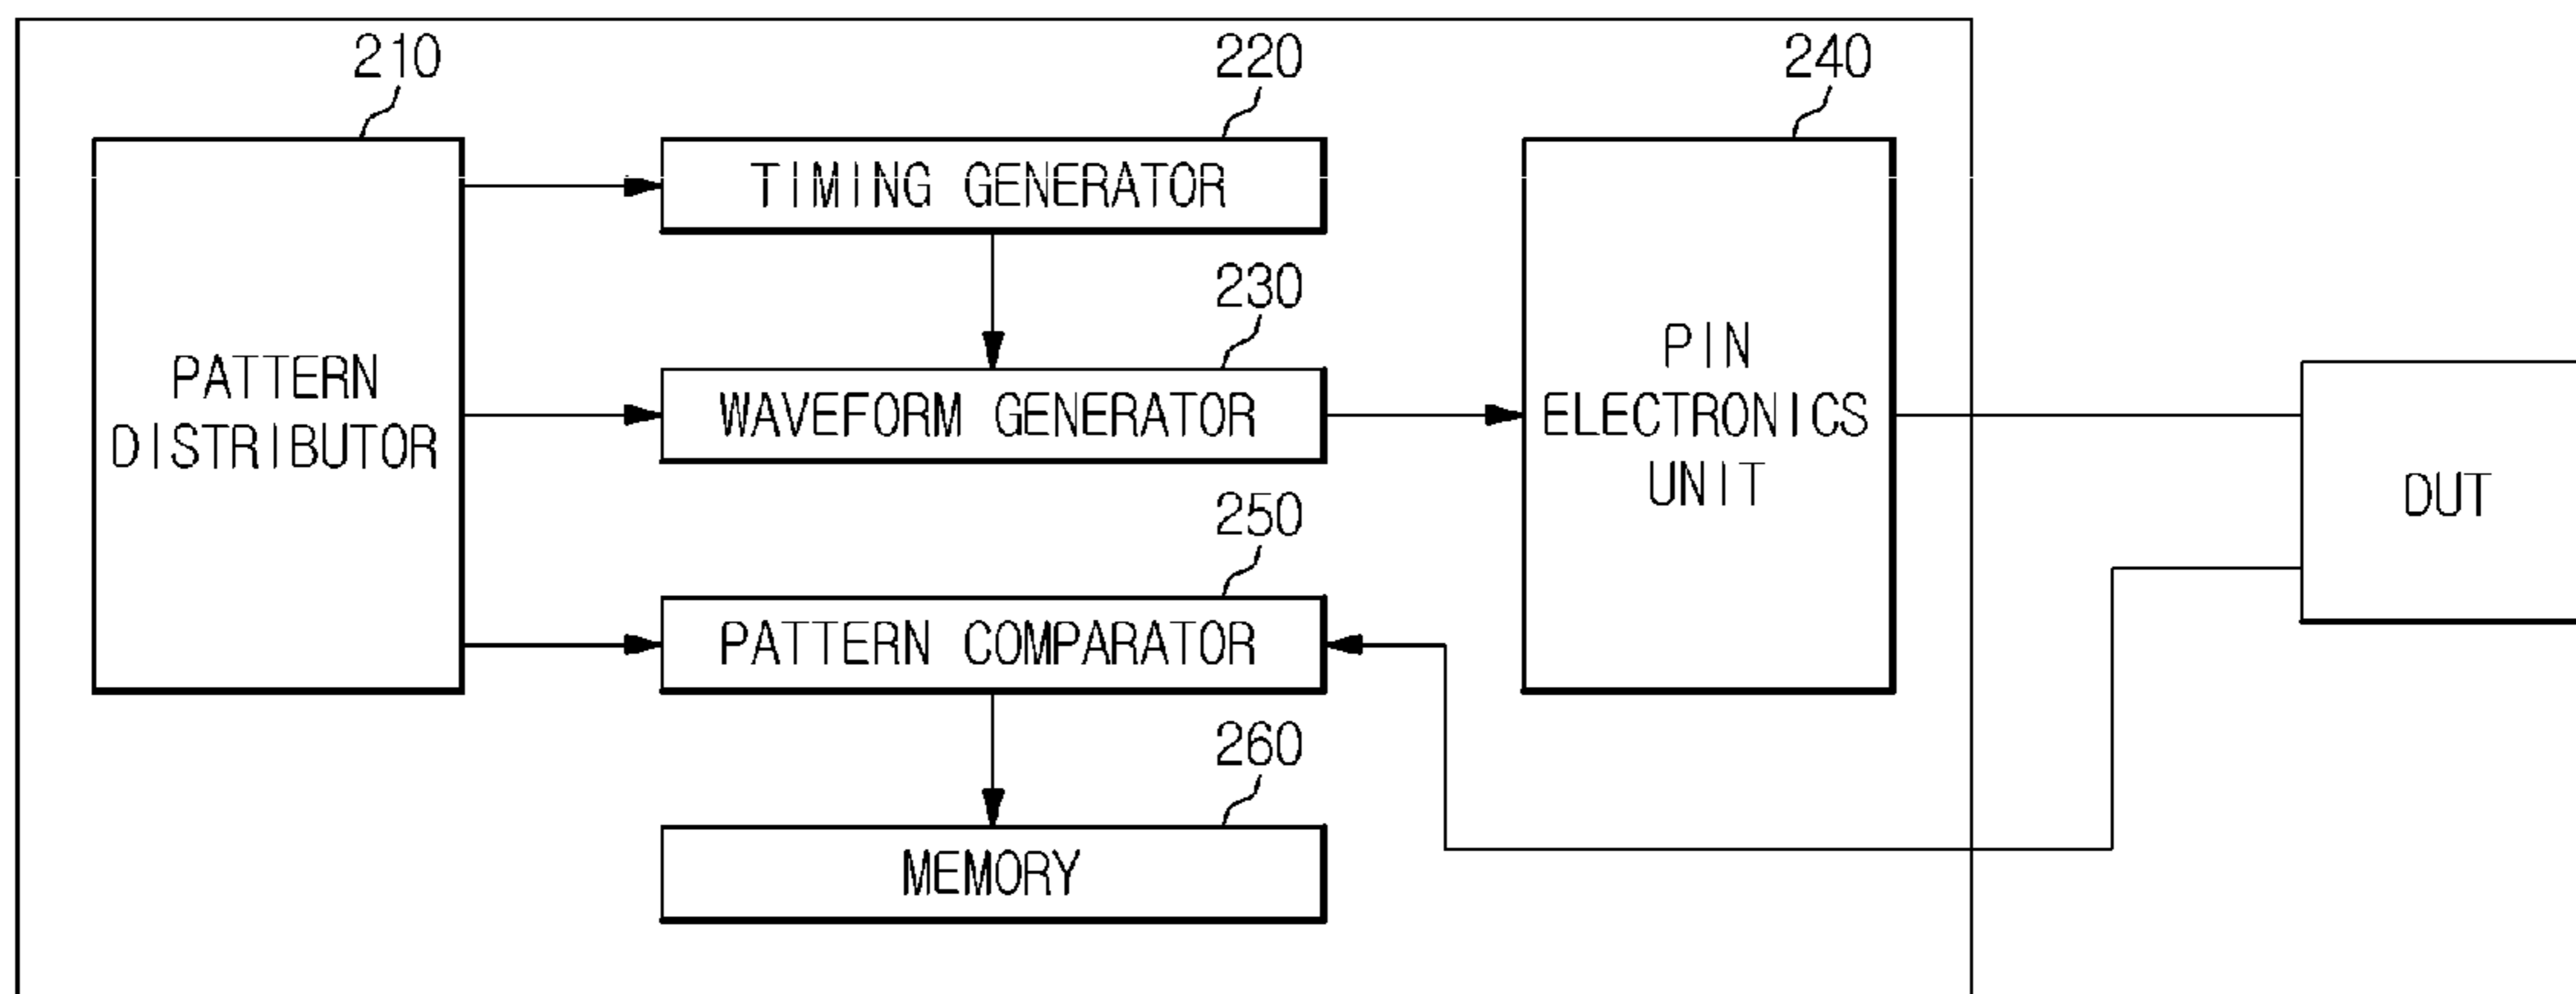 210
220
240
TIMING GENERATOR
230
PATTERN
DISTRIBUTOR
WAVEFORM GENERATOR
PIN
ELECTRONICS
UNIT
DUT
250
PATTERN COMPARATOR
260
MEMORY